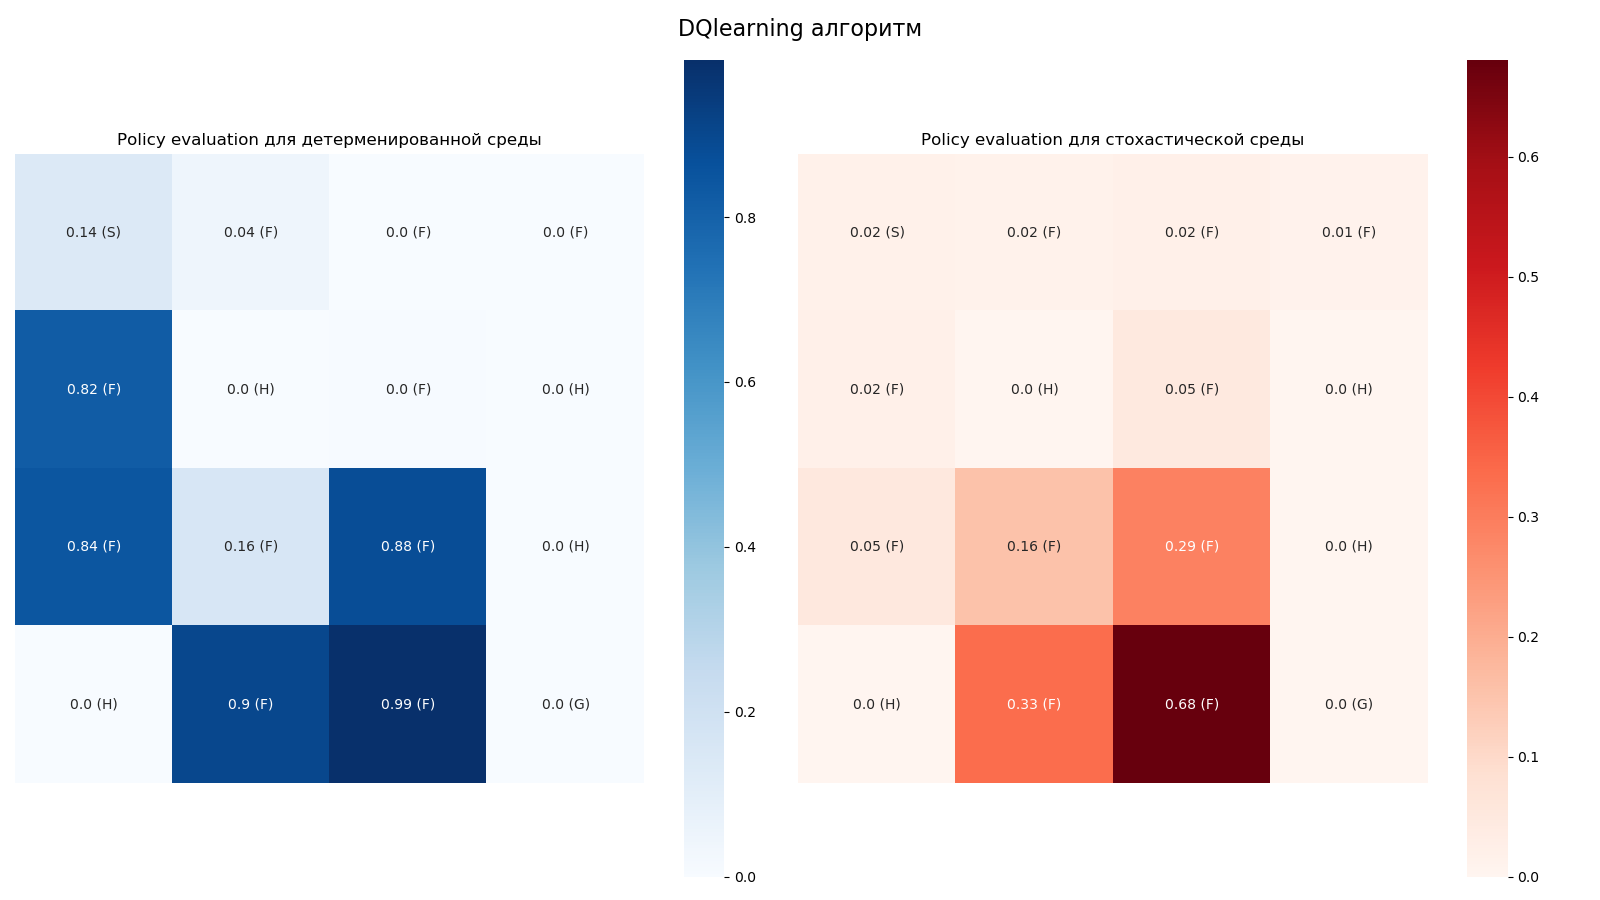 DQlearning алгоритм
Policy evaluation для детерменированной среды
0.14 (S) 0.04 (F) 0.0 (F) 0.0 (F)
0.82 (F) 0.0 (H) 0.0 (F) 0.0 (H)
0.84 (F) 0.16 (F) 0.88 (F) 0.0 (H)
0.0 (H) 0.9 (F) 0.99 (F) 0.0 (G)
0.8
0.6
0.4
0.2
0.0
Policy evaluation для стохастической среды
0.02 (S) 0.02 (F) 0.02 (F) 0.01 (F)
0.02 (F) 0.0 (H) 0.05 (F) 0.0 (H)
0.05 (F) 0.16 (F) 0.29 (F) 0.0 (H)
0.0 (H) 0.33 (F) 0.68 (F) 0.0 (G)
0.6
0.5
0.4
0.3
0.2
0.1
0.0